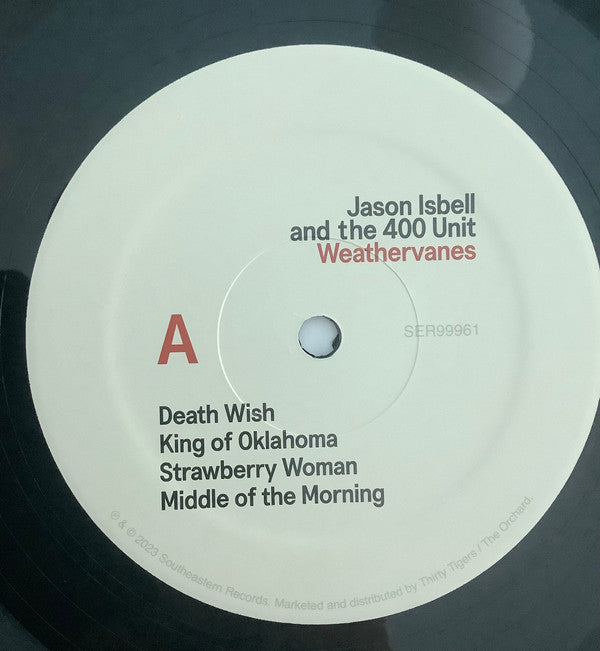 Jason Isbell
and the 400 Unit
Weathervanes
A
SER99961
Death Wish
King of Oklahoma
Strawberry Woman
Middle of the Morning
℗ & © 2023 Southeastern Records. Marketed and distributed by Thirty Tigers / The Orchard.